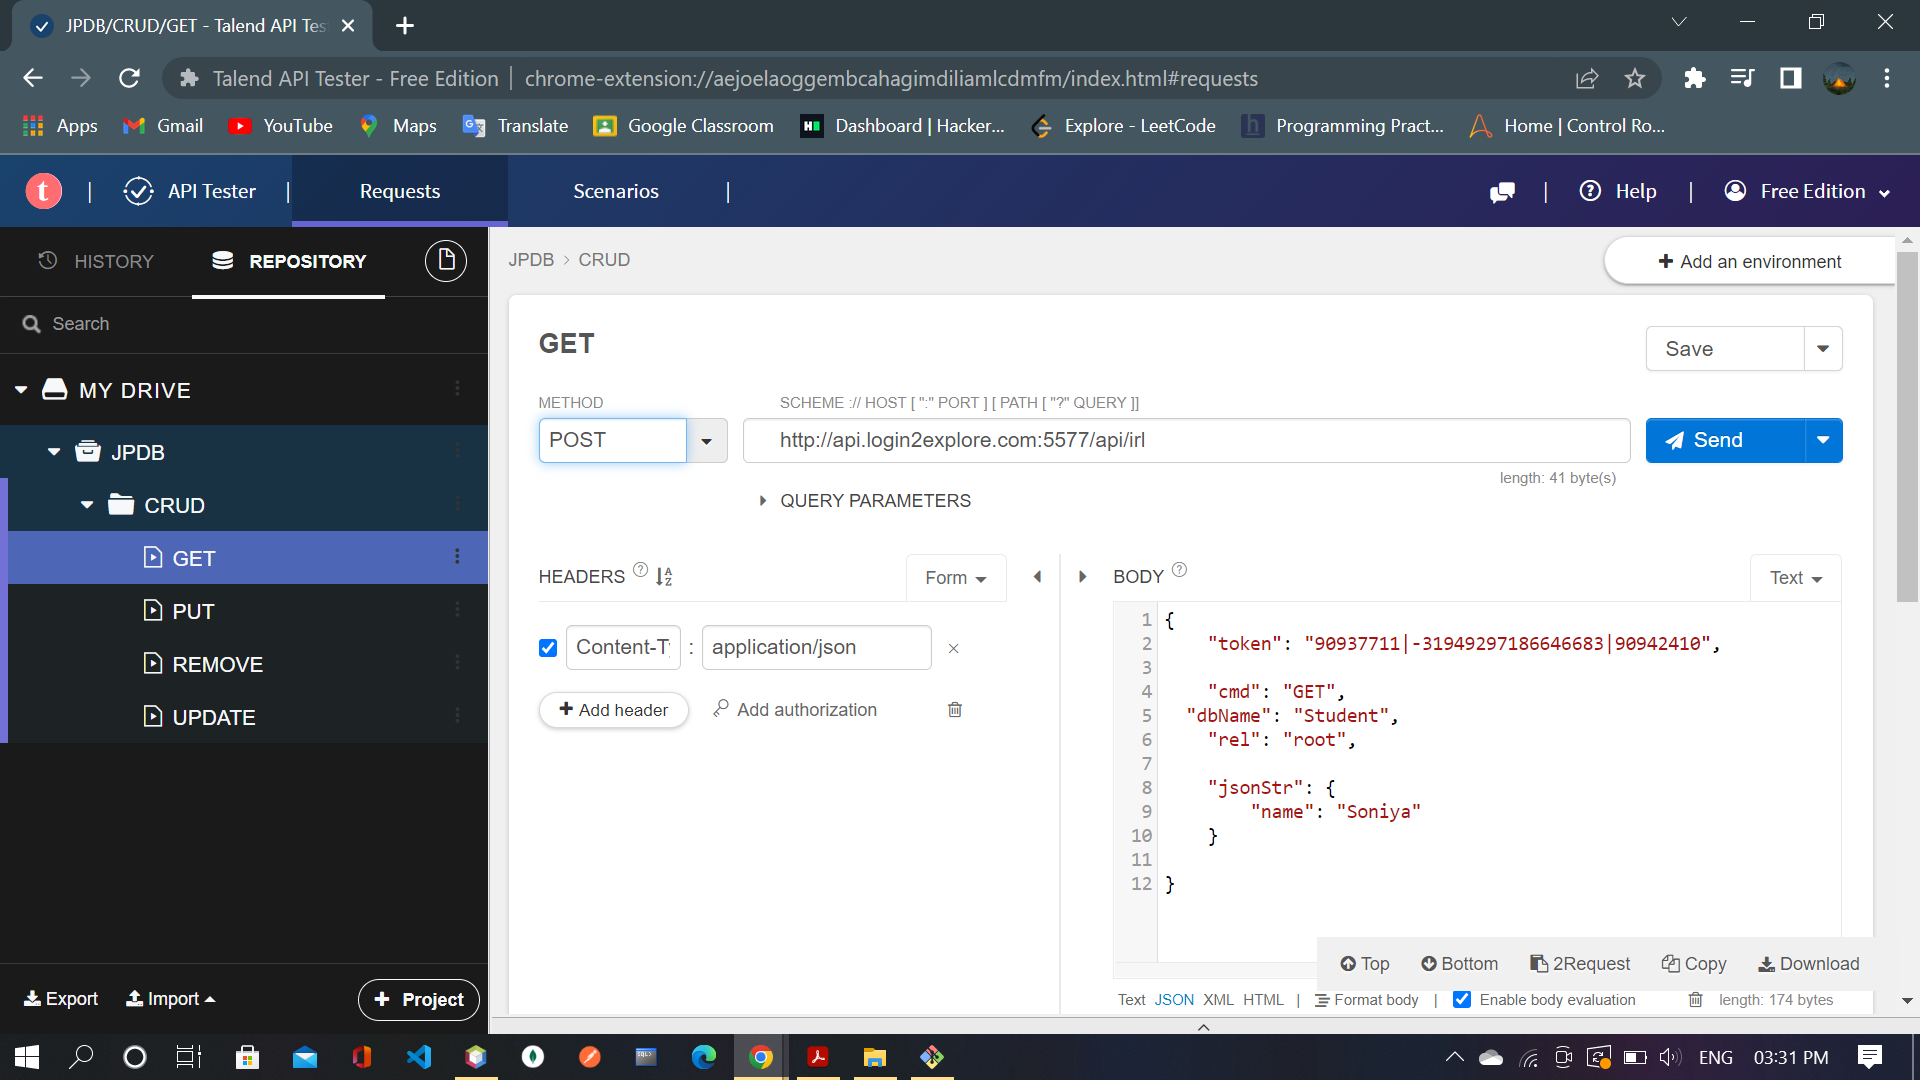 JPDB/CRUD/GET - Talend API Tes
Talend API Tester - Free Edition | chrome-extension://aejoelaoggembcahagimdiliamlcdmfm/index.html#requests
Apps Gmail YouTube Maps Translate Google Classroom Dashboard | Hacker... Explore - LeetCode Programming Pract... Home | Control Ro...
t | API Tester | Requests Scenarios | | Help | Free Edition
HISTORY REPOSITORY
Search
MY DRIVE
JPDB
CRUD
GET
PUT
REMOVE
UPDATE
Export Import + Project
JPDB > CRUD
+ Add an environment
GET
Save
METHOD SCHEME :// HOST [ ":" PORT ] [ PATH [ "?" QUERY ]]
POST http://api.login2explore.com:5577/api/irl Send
length: 41 byte(s)
QUERY PARAMETERS
HEADERS ? Form
Content-Ty : application/json ×
+ Add header Add authorization
BODY ? Text
1 {
2 "token": "90937711|-31949297186646683|90942410",
3
4 "cmd": "GET",
5 "dbName": "Student",
6 "rel": "root",
7
8 "jsonStr": {
9 "name": "Soniya"
10 }
11
12 }
Top Bottom 2Request Copy Download
Text JSON XML HTML | Format body | Enable body evaluation length: 174 bytes
ENG 03:31 PM